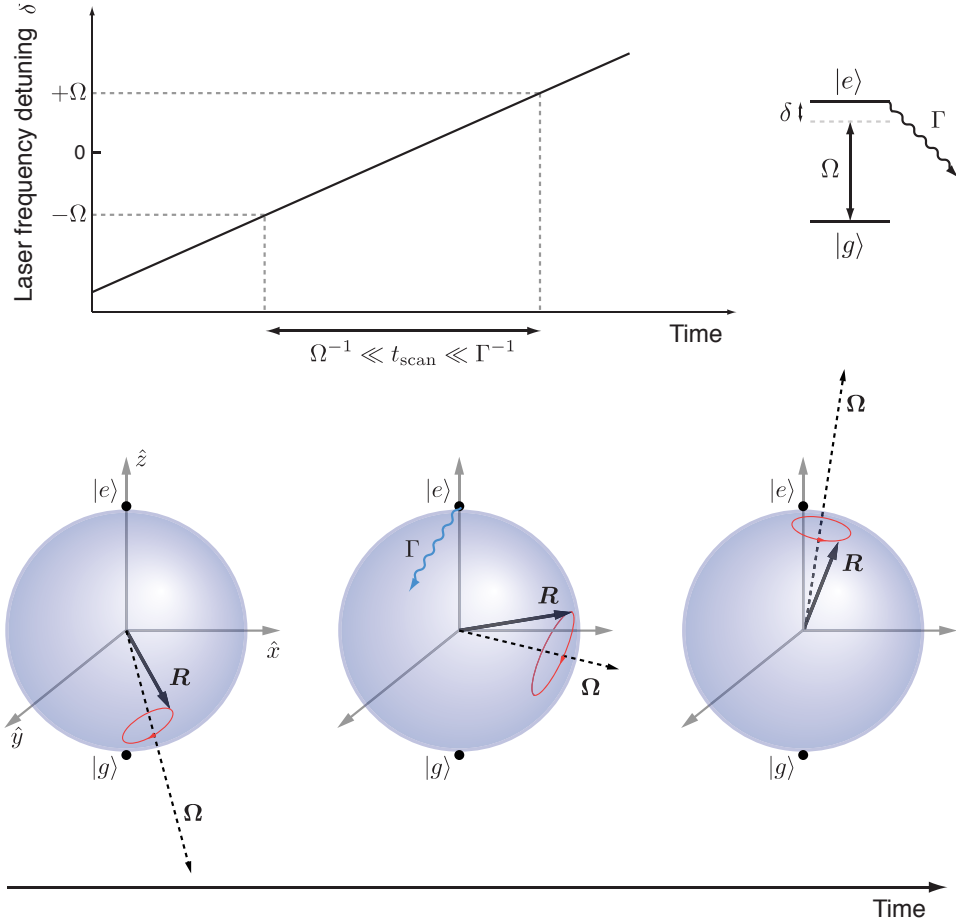 Laser frequency detuning δ
+Ω
0
−Ω
Time
Ω⁻¹ ≪ t_scan ≪ Γ⁻¹
|e⟩
δ
Γ
Ω
|g⟩
ẑ
|e⟩
x̂
R
ŷ
|g⟩
Ω
|e⟩
Γ
R
Ω
|g⟩
Ω
|e⟩
R
|g⟩
Time